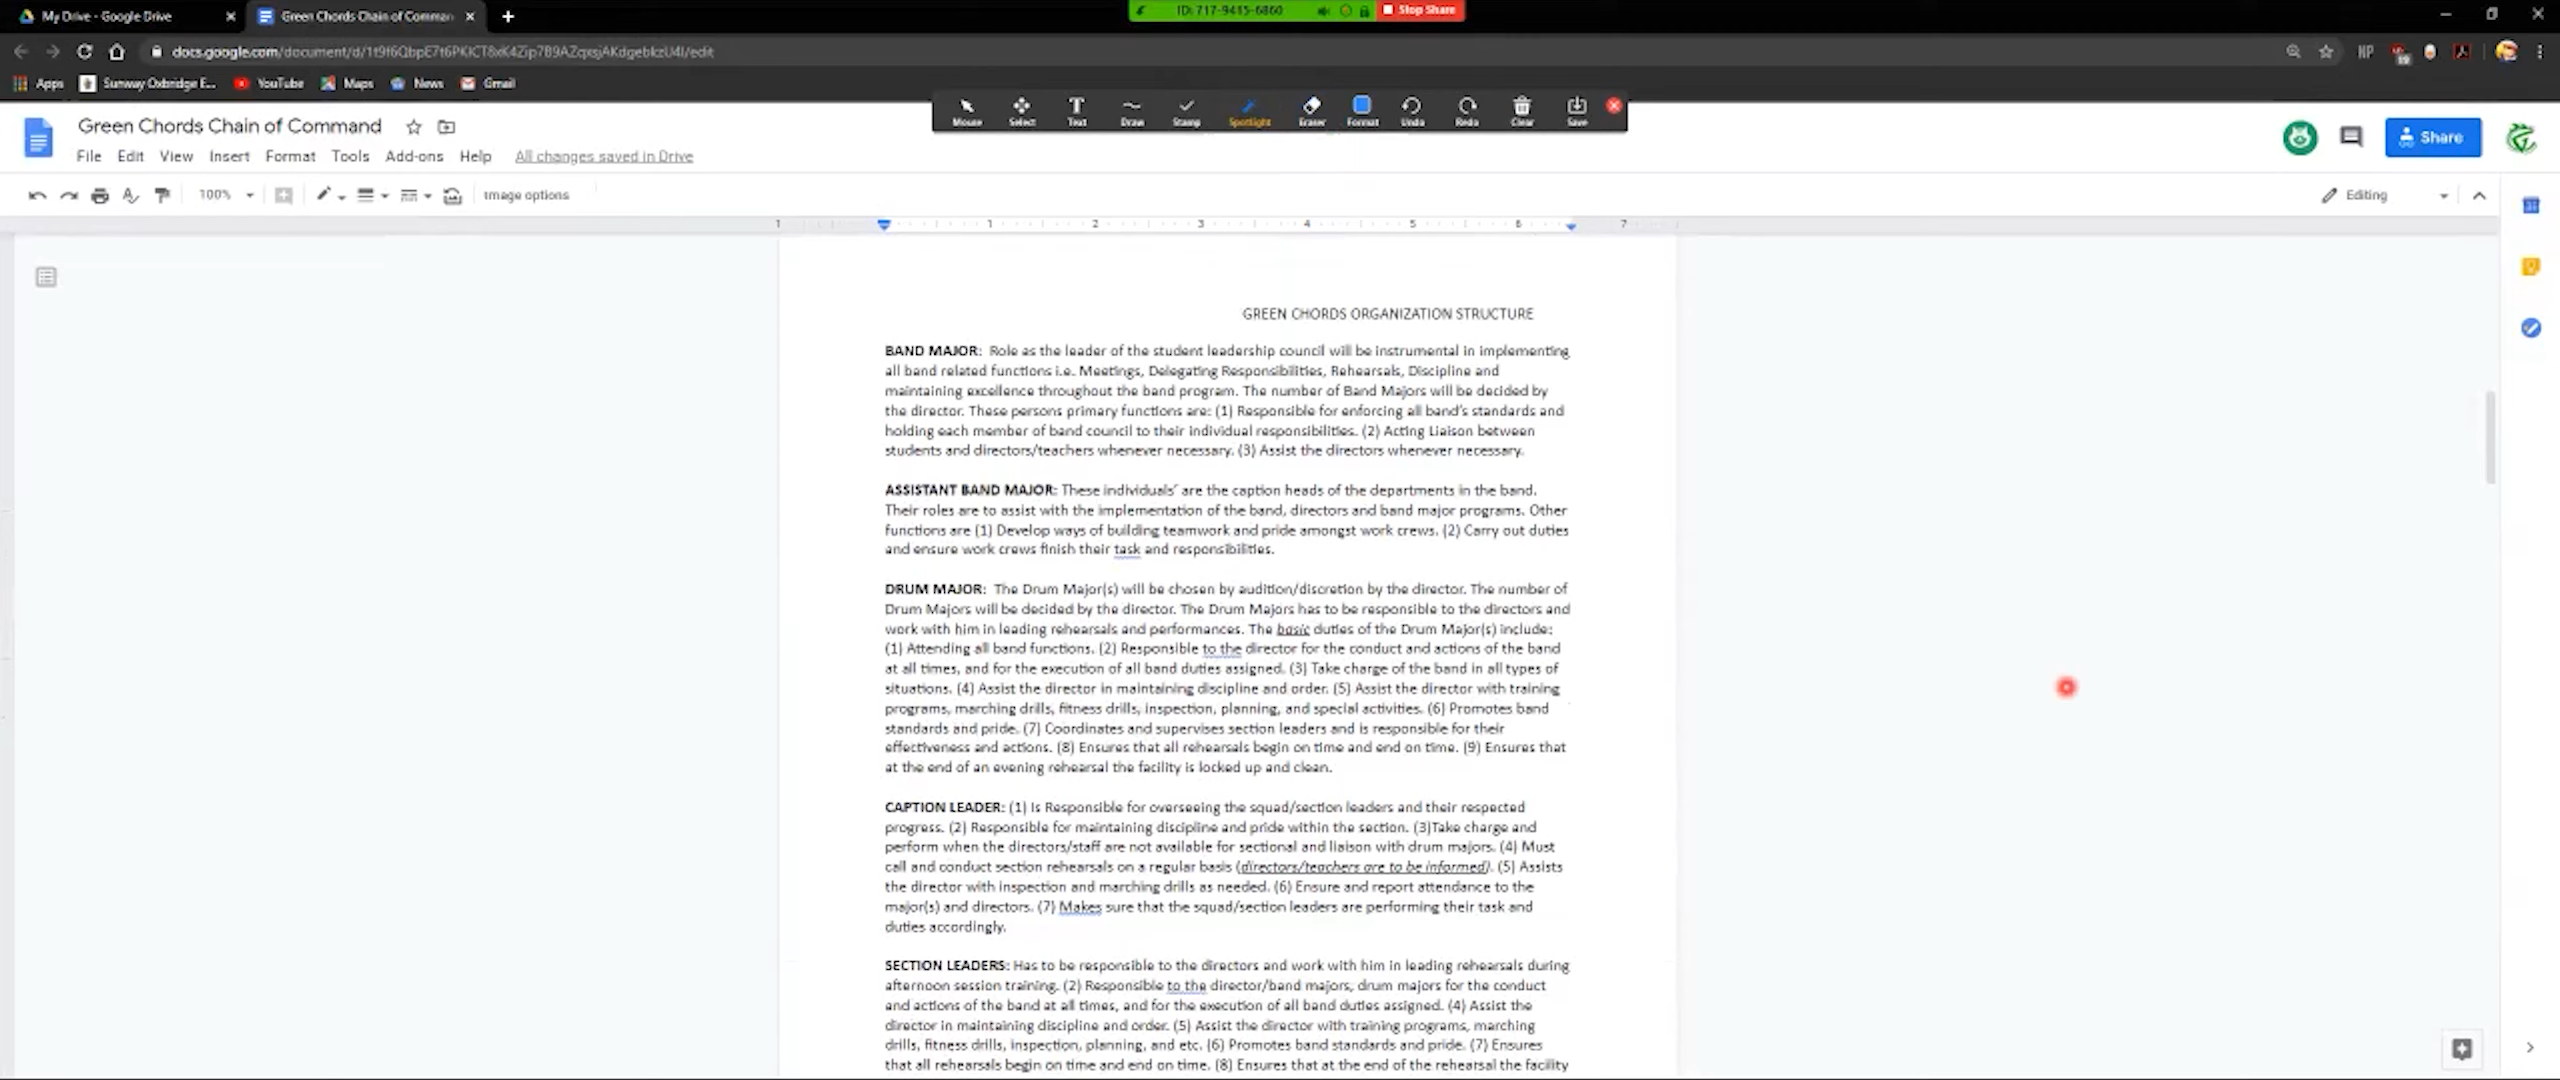 My Drive - Google Drive
Green Chords Chain of Comman
ID: 717-9415-6860
Stop Share
Apps
Sunway Oxbridge E...
YouTube
Maps
News
Gmail
Mouse
Select
Text
Draw
Stamp
Spotlight
Eraser
Format
Undo
Redo
Clear
Save
Green Chords Chain of Command
Share
File Edit View Insert Format Tools Add-ons Help All changes saved in Drive
100%
Image options
Editing
1 1 2 3 4 5 6 7
GREEN CHORDS ORGANIZATION STRUCTURE
BAND MAJOR: Role as the leader of the student leadership council will be instrumental in implementing
all band related functions i.e. Meetings, Delegating Responsibilities, Rehearsals, Discipline and
maintaining excellence throughout the band program. The number of Band Majors will be decided by
the director. These persons primary functions are: (1) Responsible for enforcing all band's standards and
holding each member of band council to their individual responsibilities. (2) Acting Liaison between
students and directors/teachers whenever necessary. (3) Assist the directors whenever necessary.
ASSISTANT BAND MAJOR: These individuals' are the caption heads of the departments in the band.
Their roles are to assist with the implementation of the band, directors and band major programs. Other
functions are (1) Develop ways of building teamwork and pride amongst work crews. (2) Carry out duties
and ensure work crews finish their task and responsibilities.
DRUM MAJOR: The Drum Major(s) will be chosen by audition/discretion by the director. The number of
Drum Majors will be decided by the director. The Drum Majors has to be responsible to the directors and
work with him in leading rehearsals and performances. The basic duties of the Drum Major(s) include:
(1) Attending all band functions. (2) Responsible to the director for the conduct and actions of the band
at all times, and for the execution of all band duties assigned. (3) Take charge of the band in all types of
situations. (4) Assist the director in maintaining discipline and order. (5) Assist the director with training
programs, marching drills, fitness drills, inspection, planning, and special activities. (6) Promotes band
standards and pride. (7) Coordinates and supervises section leaders and is responsible for their
effectiveness and actions. (8) Ensures that all rehearsals begin on time and end on time. (9) Ensures that
at the end of an evening rehearsal the facility is locked up and clean.
CAPTION LEADER: (1) Is Responsible for overseeing the squad/section leaders and their respected
progress. (2) Responsible for maintaining discipline and pride within the section. (3)Take charge and
perform when the directors/staff are not available for sectional and liaison with drum majors. (4) Must
call and conduct section rehearsals on a regular basis (directors/teachers are to be informed). (5) Assists
the director with inspection and marching drills as needed. (6) Ensure and report attendance to the
major(s) and directors. (7) Makes sure that the squad/section leaders are performing their task and
duties accordingly.
SECTION LEADERS: Has to be responsible to the directors and work with him in leading rehearsals during
afternoon session training. (2) Responsible to the director/band majors, drum majors for the conduct
and actions of the band at all times, and for the execution of all band duties assigned. (4) Assist the
director in maintaining discipline and order. (5) Assist the director with training programs, marching
drills, fitness drills, inspection, planning, and etc. (6) Promotes band standards and pride. (7) Ensures
that all rehearsals begin on time and end on time. (8) Ensures that at the end of the rehearsal the facility